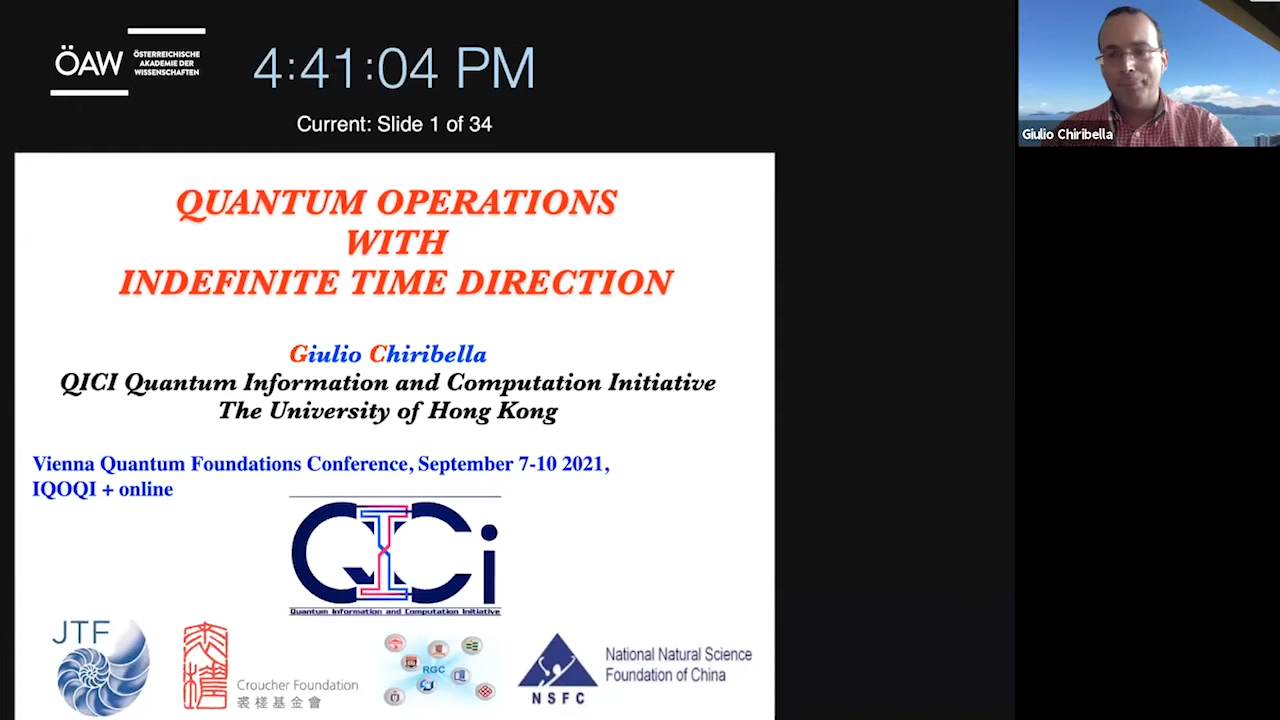 ÖAW
ÖSTERREICHISCHE
AKADEMIE DER
WISSENSCHAFTEN
4:41:04 PM
Current: Slide 1 of 34
Giulio Chiribella
QUANTUM OPERATIONS
WITH
INDEFINITE TIME DIRECTION
Giulio Chiribella
QICI Quantum Information and Computation Initiative
The University of Hong Kong
Vienna Quantum Foundations Conference, September 7-10 2021,
IQOQI + online
QICi
Quantum Information and Computation Initiative
JTF
Croucher Foundation
裘槎基金會
RGC
NSFC
National Natural Science
Foundation of China